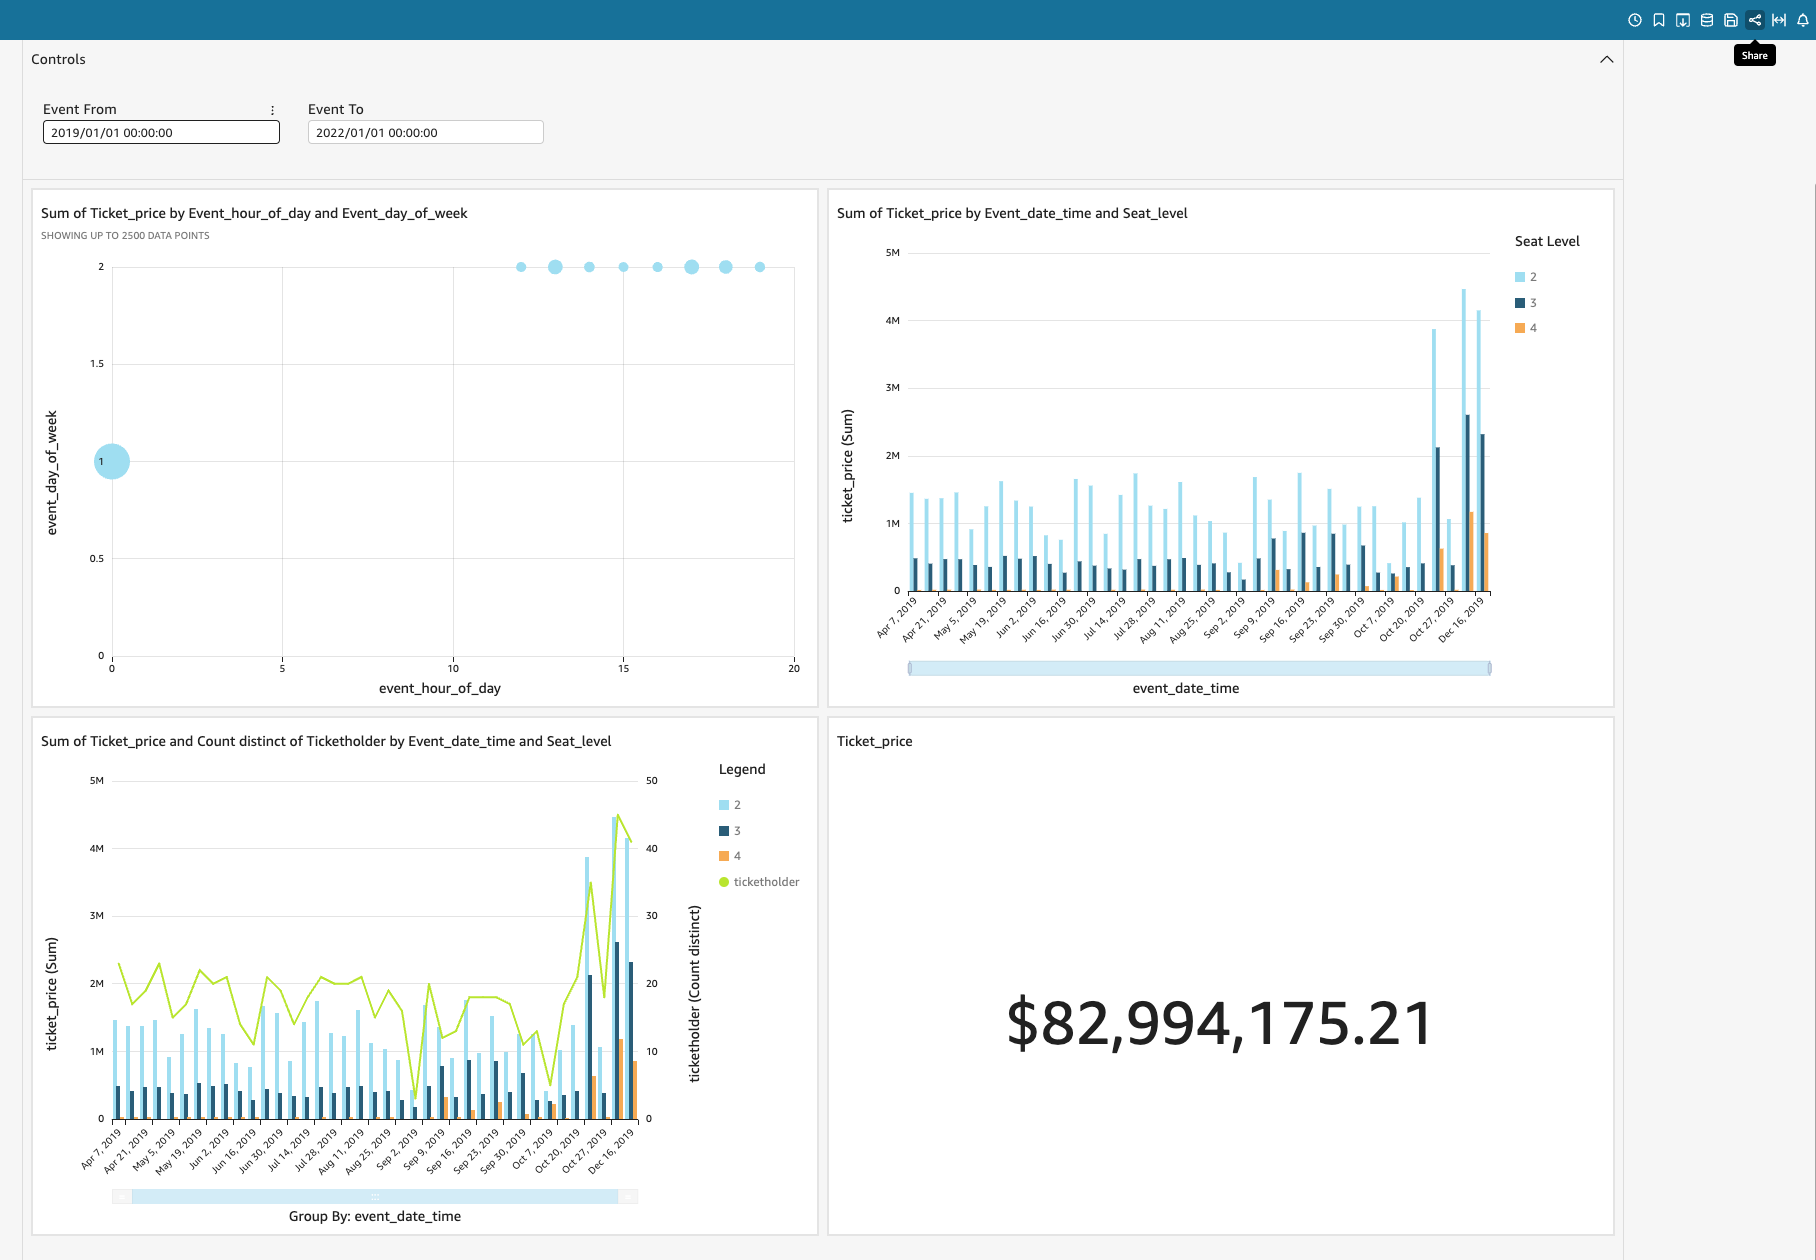 Share
Controls
Event From
Event To
2019/01/01 00:00:00
2022/01/01 00:00:00
Sum of Ticket_price by Event_hour_of_day and Event_day_of_week
SHOWING UP TO 2500 DATA POINTS
2
1.5
1
0.5
0
event_day_of_week
0
5
10
15
20
event_hour_of_day
Sum of Ticket_price by Event_date_time and Seat_level
Seat Level
2
3
4
5M
4M
3M
2M
1M
0
ticket_price (Sum)
Apr 7, 2019
Apr 21, 2019
May 5, 2019
May 19, 2019
Jun 2, 2019
Jun 16, 2019
Jun 30, 2019
Jul 14, 2019
Jul 28, 2019
Aug 11, 2019
Aug 25, 2019
Sep 2, 2019
Sep 9, 2019
Sep 16, 2019
Sep 23, 2019
Sep 30, 2019
Oct 7, 2019
Oct 20, 2019
Oct 27, 2019
Dec 16, 2019
event_date_time
Sum of Ticket_price and Count distinct of Ticketholder by Event_date_time and Seat_level
Legend
2
3
4
ticketholder
5M
4M
3M
2M
1M
0
ticket_price (Sum)
50
40
30
20
10
0
ticketholder (Count distinct)
Apr 7, 2019
Apr 21, 2019
May 5, 2019
May 19, 2019
Jun 2, 2019
Jun 16, 2019
Jun 30, 2019
Jul 14, 2019
Jul 28, 2019
Aug 11, 2019
Aug 25, 2019
Sep 2, 2019
Sep 9, 2019
Sep 16, 2019
Sep 23, 2019
Sep 30, 2019
Oct 7, 2019
Oct 20, 2019
Oct 27, 2019
Dec 16, 2019
Group By: event_date_time
Ticket_price
$82,994,175.21